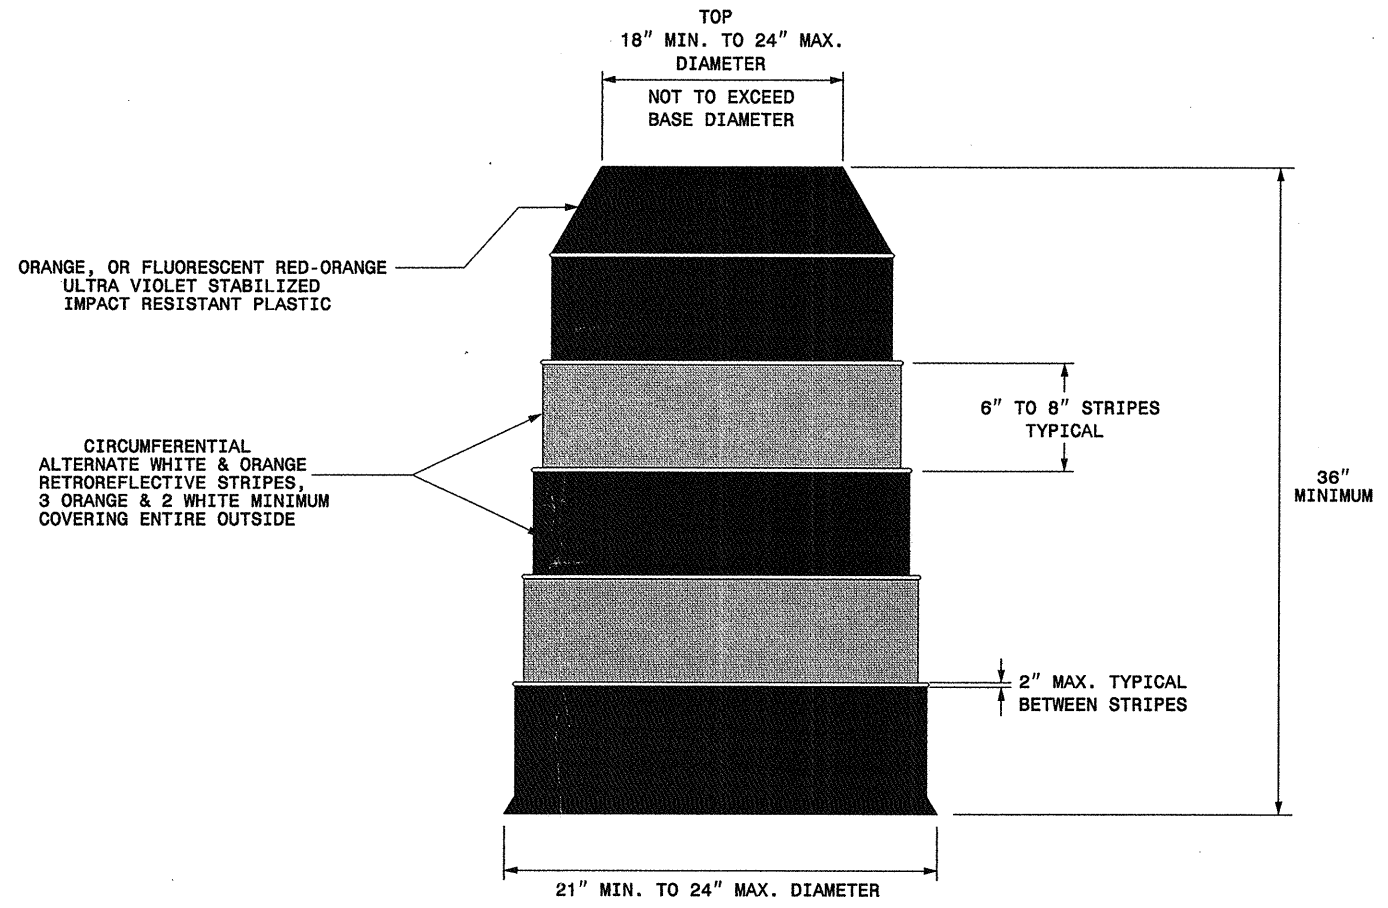 TOP
18" MIN. TO 24" MAX.
DIAMETER
NOT TO EXCEED
BASE DIAMETER
ORANGE, OR FLUORESCENT RED-ORANGE
ULTRA VIOLET STABILIZED
IMPACT RESISTANT PLASTIC
6" TO 8" STRIPES
TYPICAL
CIRCUMFERENTIAL
ALTERNATE WHITE & ORANGE
RETROREFLECTIVE STRIPES,
3 ORANGE & 2 WHITE MINIMUM
COVERING ENTIRE OUTSIDE
36"
MINIMUM
2" MAX. TYPICAL
BETWEEN STRIPES
21" MIN. TO 24" MAX. DIAMETER